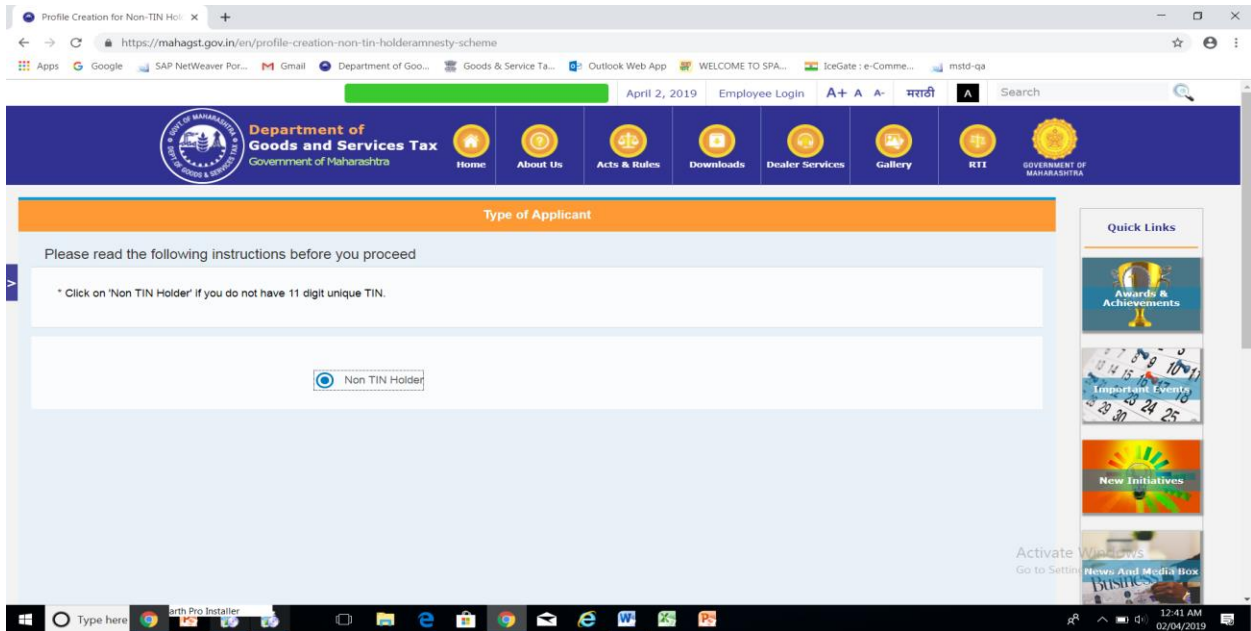 Profile Creation for Non-TIN Hol
https://mahagst.gov.in/en/profile-creation-non-tin-holderamnesty-scheme
Apps Google SAP NetWeaver Por... Gmail Department of Goo... Goods & Service Ta... Outlook Web App WELCOME TO SPA... IceGate : e-Comme... mstd-qa
April 2, 2019 Employee Login A+ A A- मराठी A Search
Department of
Goods and Services Tax
Government of Maharashtra
Home About Us Acts & Rules Downloads Dealer Services Gallery RTI
GOVERNMENT OF
MAHARASHTRA
Type of Applicant
Quick Links
Please read the following instructions before you proceed
* Click on 'Non TIN Holder' if you do not have 11 digit unique TIN.
Awards &
Achievements
Non TIN Holder
Important Events
New Initiatives
Activate Windows
News And Media Box
Type here
arth Pro Installer
12:41 AM
02/04/2019